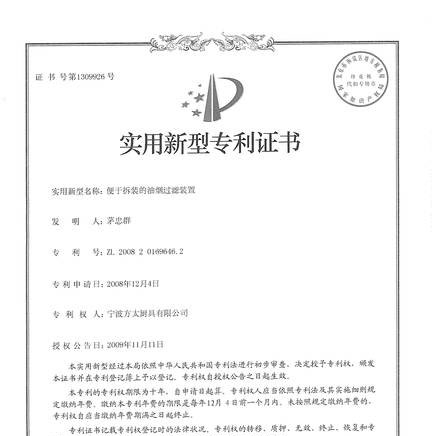 证 书 号第1309926号
实用新型专利证书
实用新型名称：便于拆装的油烟过滤装置
发 明 人：茅忠群
专 利 号：ZL 2008 2 0169646.2
专利申请日：2008年12月4日
专 利 权 人：宁波方太厨具有限公司
授权公告日：2009年11月11日
本实用新型经过本局依照中华人民共和国专利法进行初步审查，决定授予专利权，颁发
本证书并在专利登记簿上予以登记。专利权自授权公告之日起生效。
本专利的专利权期限为十年，自申请日起算。专利权人应当依照专利法及其实施细则规
定缴纳年费。缴纳本专利年费的期限是每年12月 4 日前一个月内。未按照规定缴纳年费的，
专利权自应当缴纳年费期满之日起终止。
专利证书记载专利权登记时的法律状况。专利权的转移、质押、无效、终止、恢复和专